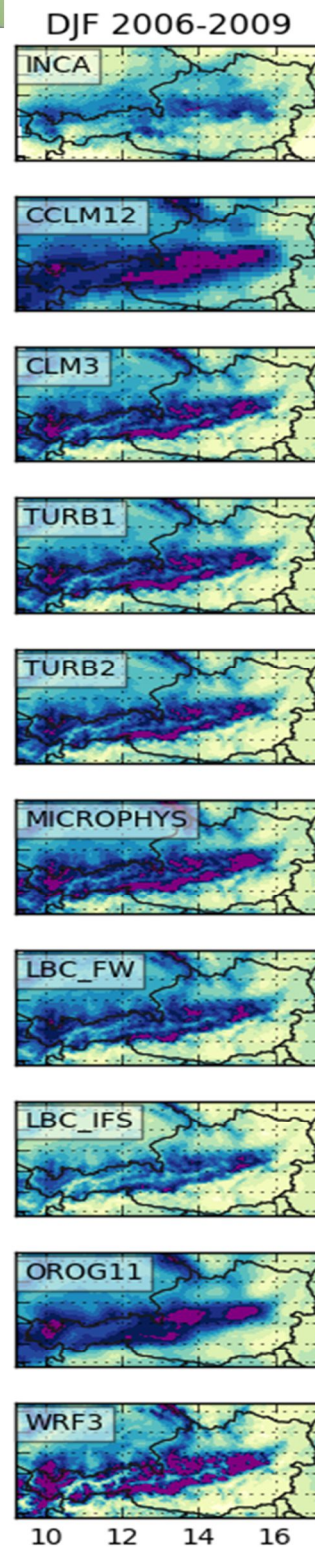 DJF 2006-2009
INCA
CCLM12
CLM3
TURB1
TURB2
MICROPHYS
LBC_FW
LBC_IFS
OROG11
WRF3
10 12 14 16